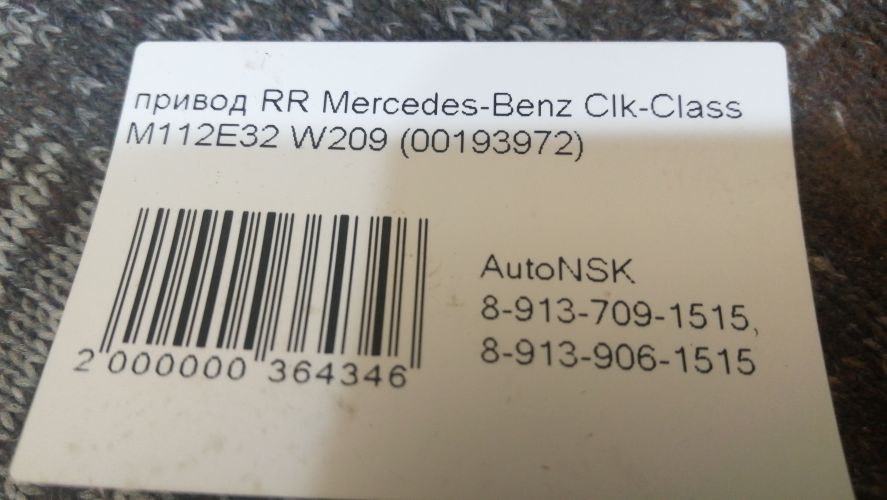 привод RR Mercedes-Benz Clk-Class
M112E32 W209 (00193972)
AutoNSK
8-913-709-1515,
8-913-906-1515
2 000000 364346